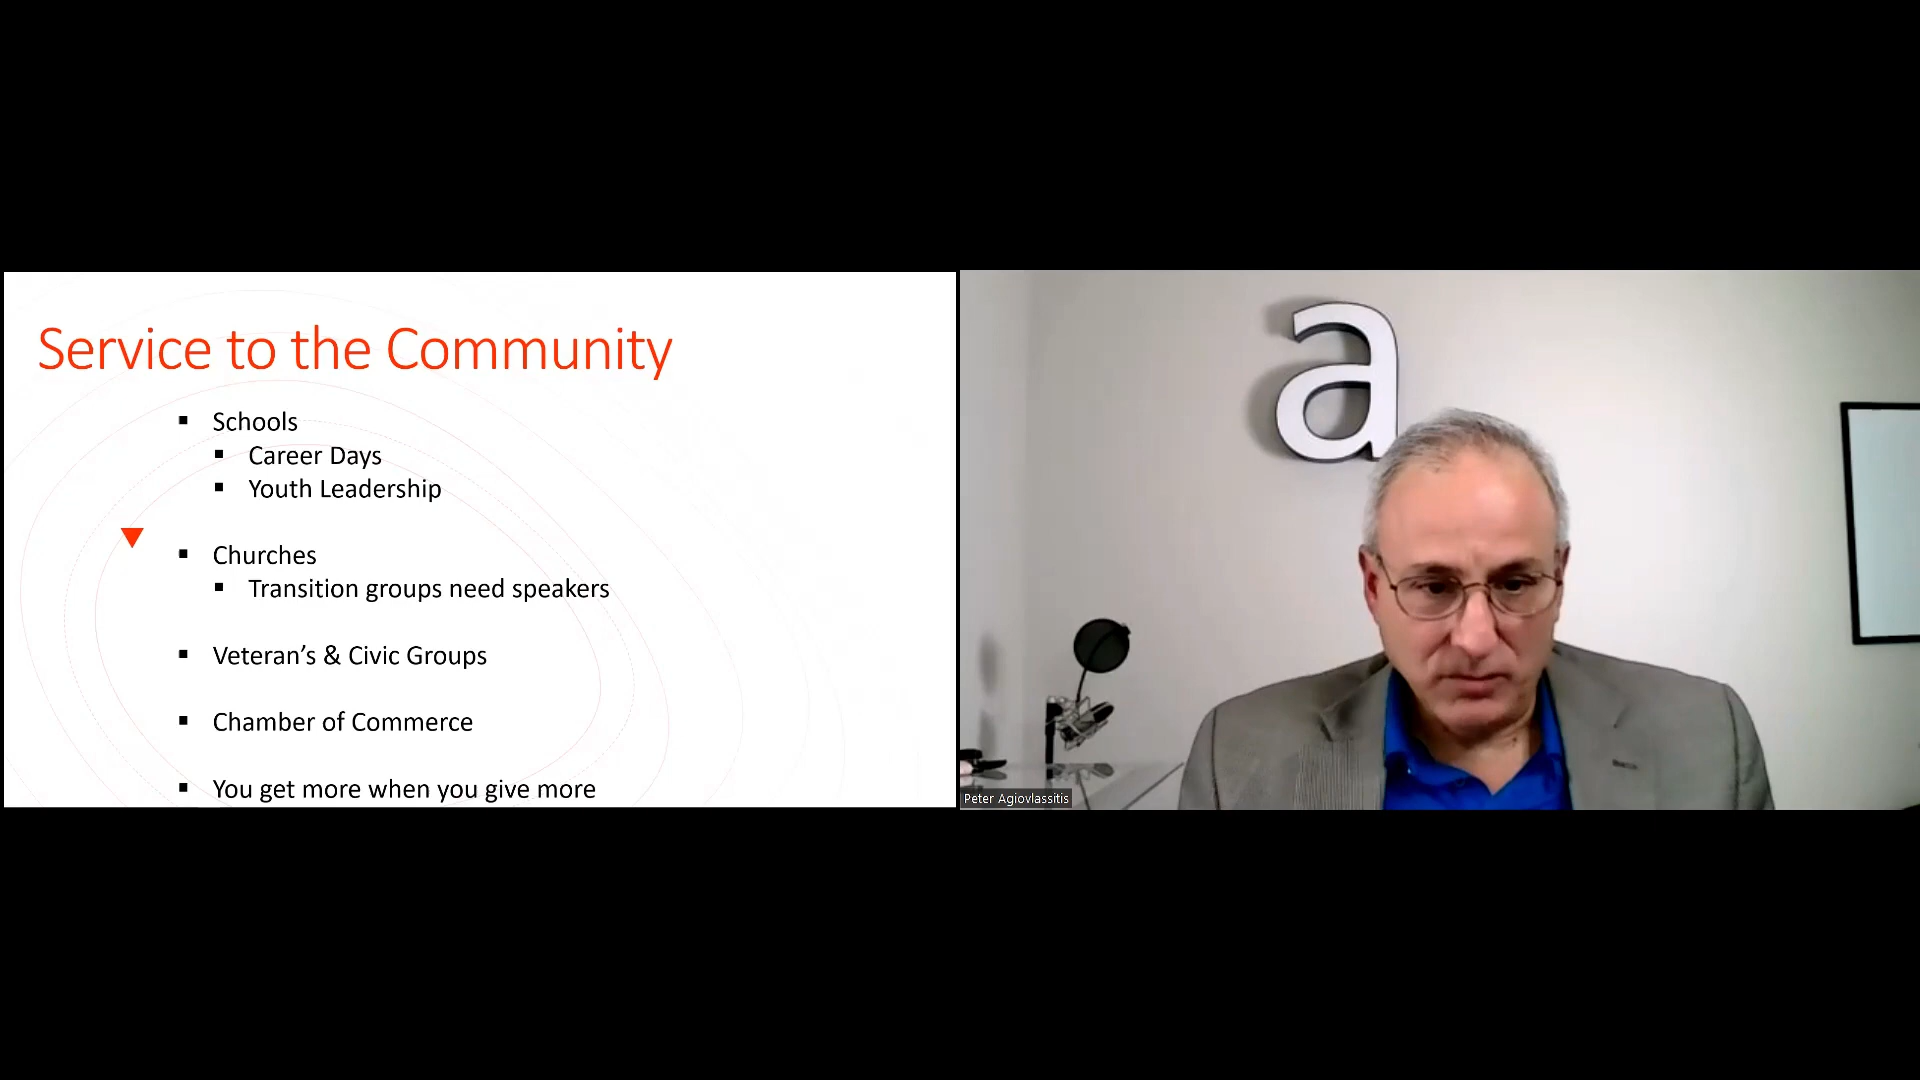 Service to the Community
▪ Schools
▪ Career Days
▪ Youth Leadership
▪ Churches
▪ Transition groups need speakers
▪ Veteran’s & Civic Groups
▪ Chamber of Commerce
▪ You get more when you give more
a
Peter Agiovlassitis